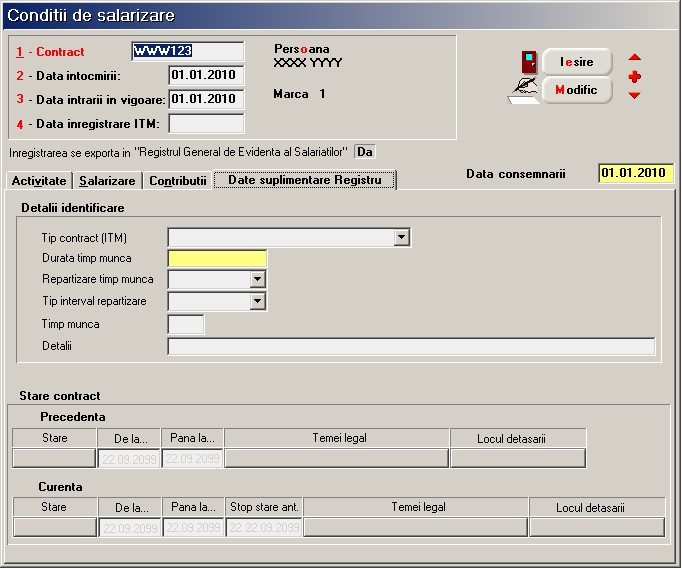 Conditii de salarizare
1 - Contract WWW123
Persoana
XXXX YYYY
2 - Data intocmirii: 01.01.2010
3 - Data intrarii in vigoare: 01.01.2010
Marca 1
4 - Data inregistrare ITM:
Iesire
Modific
Inregistrarea se exporta in "Registrul General de Evidenta al Salariatilor" Da
Data consemnarii 01.01.2010
Activitate Salarizare Contributii Date suplimentare Registru
Detalii identificare
Tip contract (ITM)
Durata timp munca
Repartizare timp munca
Tip interval repartizare
Timp munca
Detalii
Stare contract
Precedenta
Stare De la... Pana la... Temei legal Locul detasarii
22.09.2099 22.09.2099
Curenta
Stare De la... Pana la... Stop stare ant. Temei legal Locul detasarii
22.09.2099 22.09.2099 22.22.09.2099